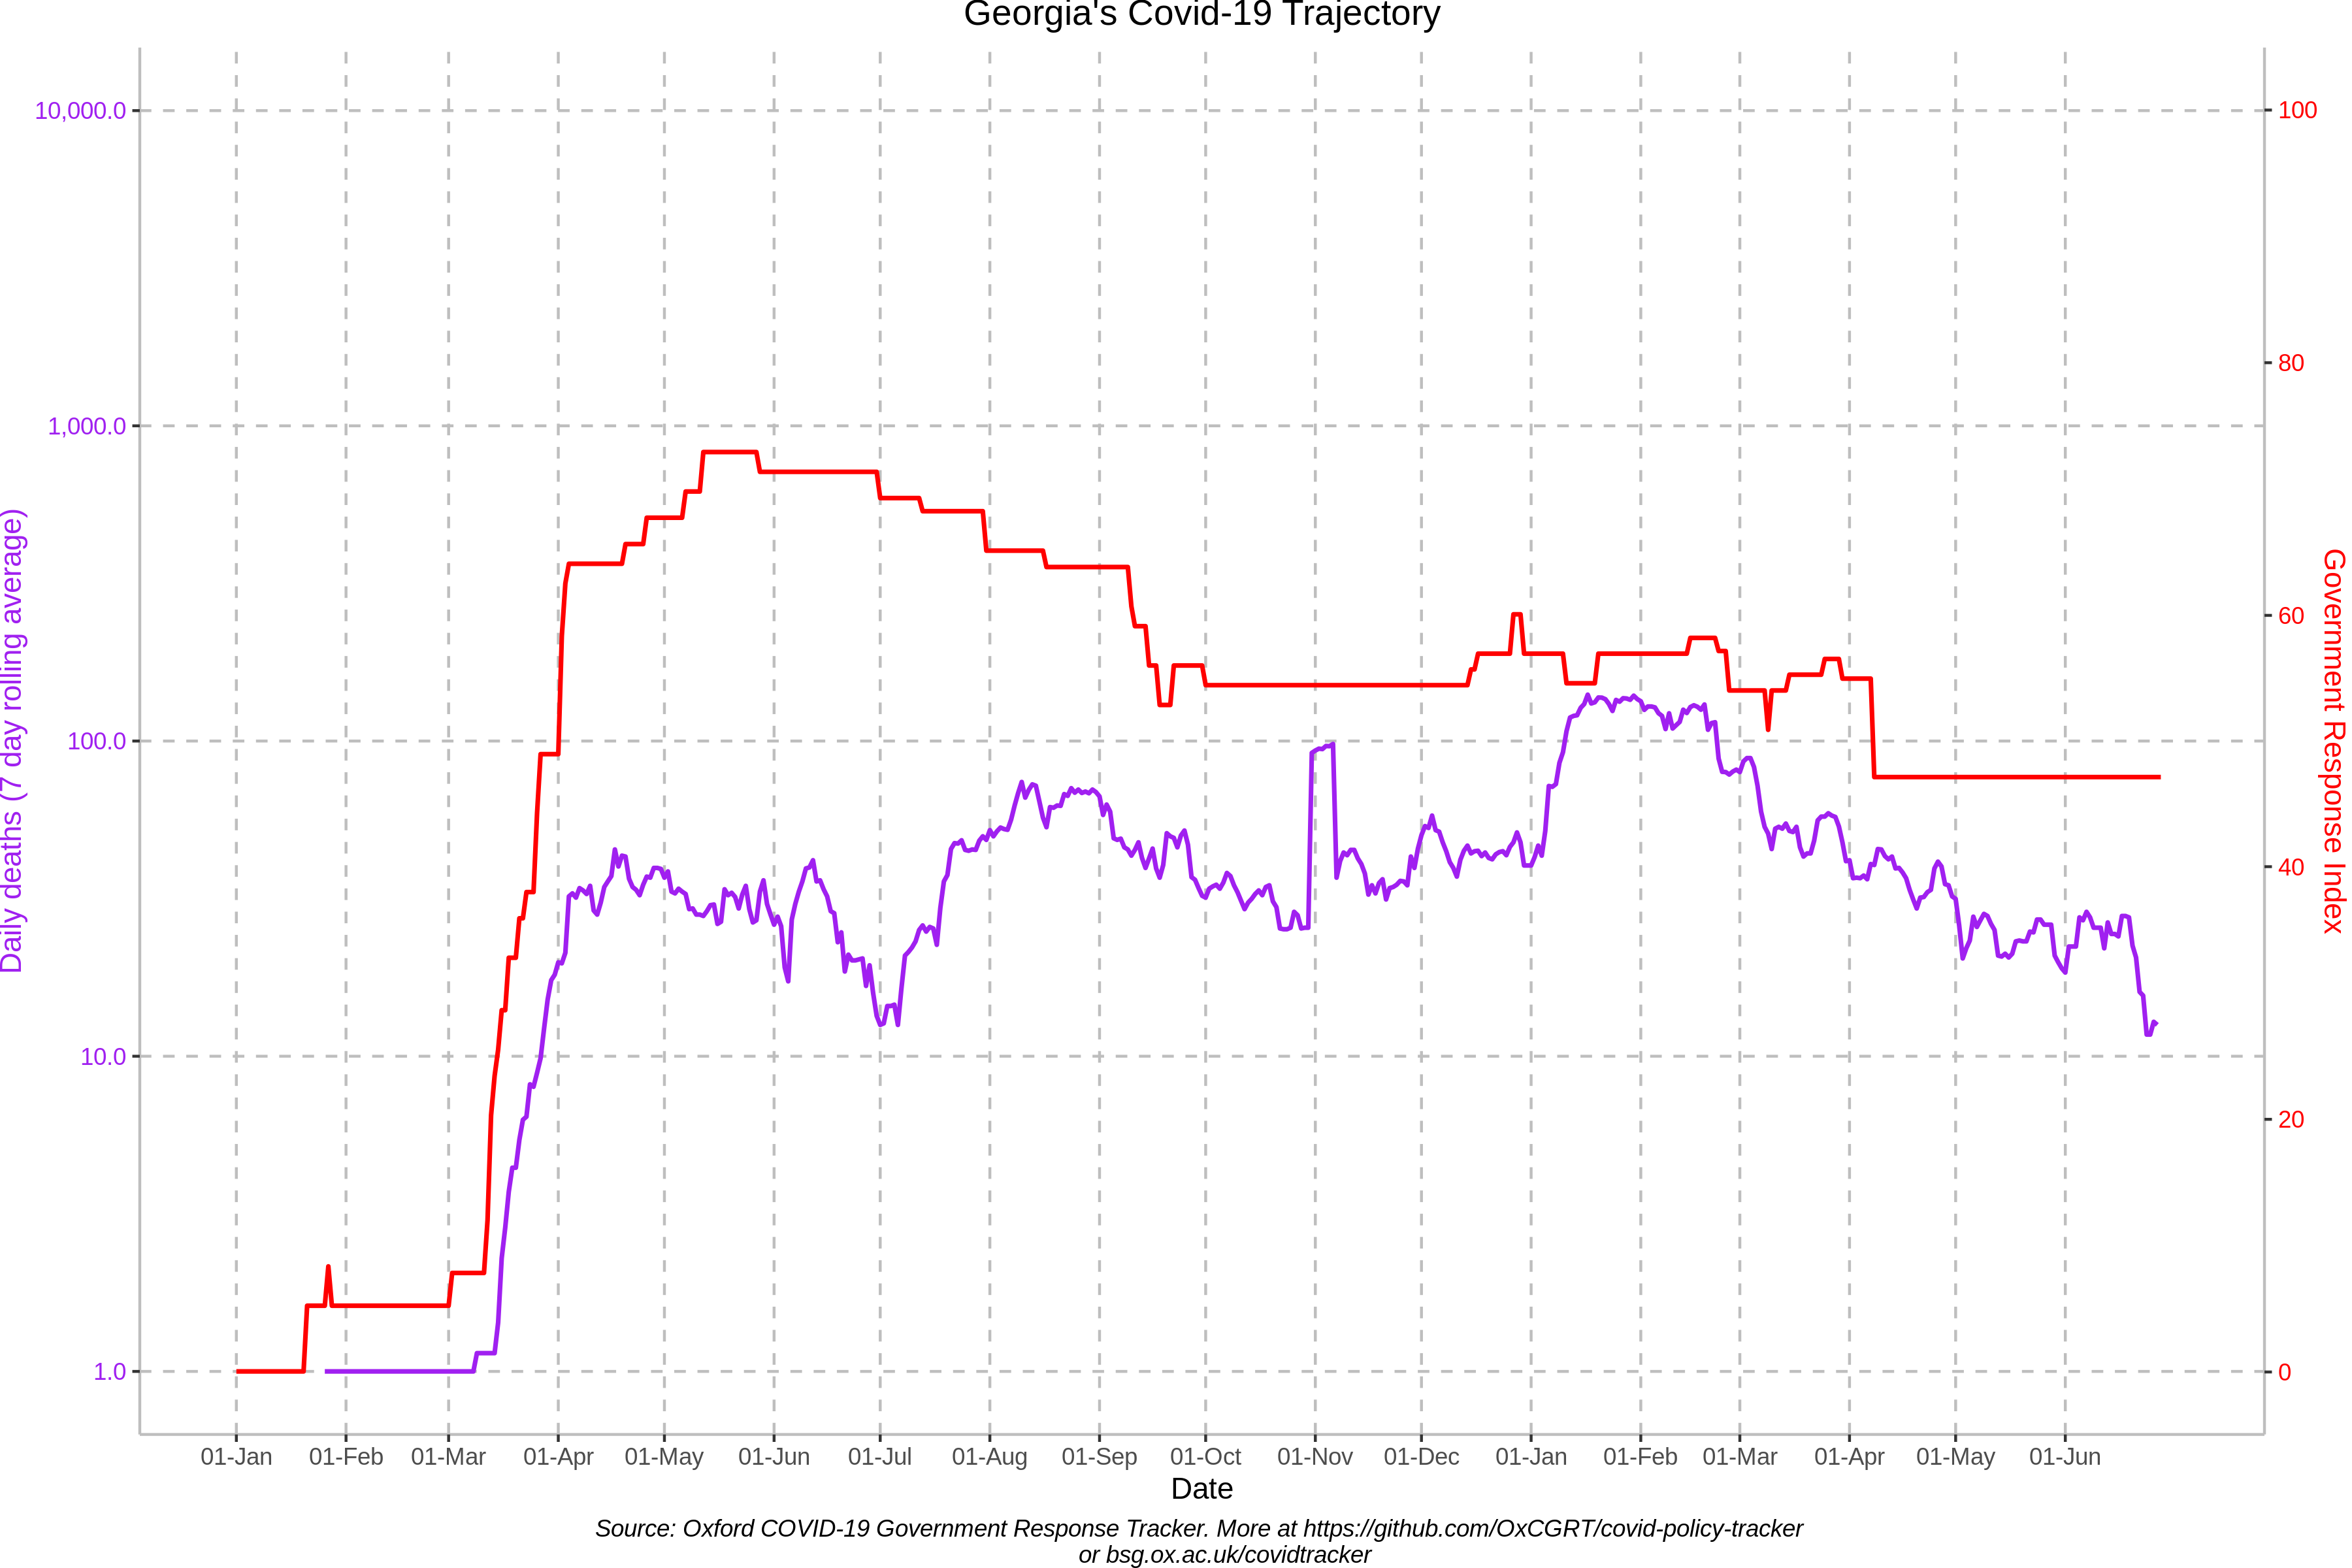 Georgia's Covid-19 Trajectory
10,000.0
1,000.0
100.0
10.0
1.0
Daily deaths (7 day rolling average)
100
80
60
40
20
0
Government Response Index
01-Jan 01-Feb 01-Mar 01-Apr 01-May 01-Jun 01-Jul 01-Aug 01-Sep 01-Oct 01-Nov 01-Dec 01-Jan 01-Feb 01-Mar 01-Apr 01-May 01-Jun
Date
Source: Oxford COVID-19 Government Response Tracker. More at https://github.com/OxCGRT/covid-policy-tracker
or bsg.ox.ac.uk/covidtracker